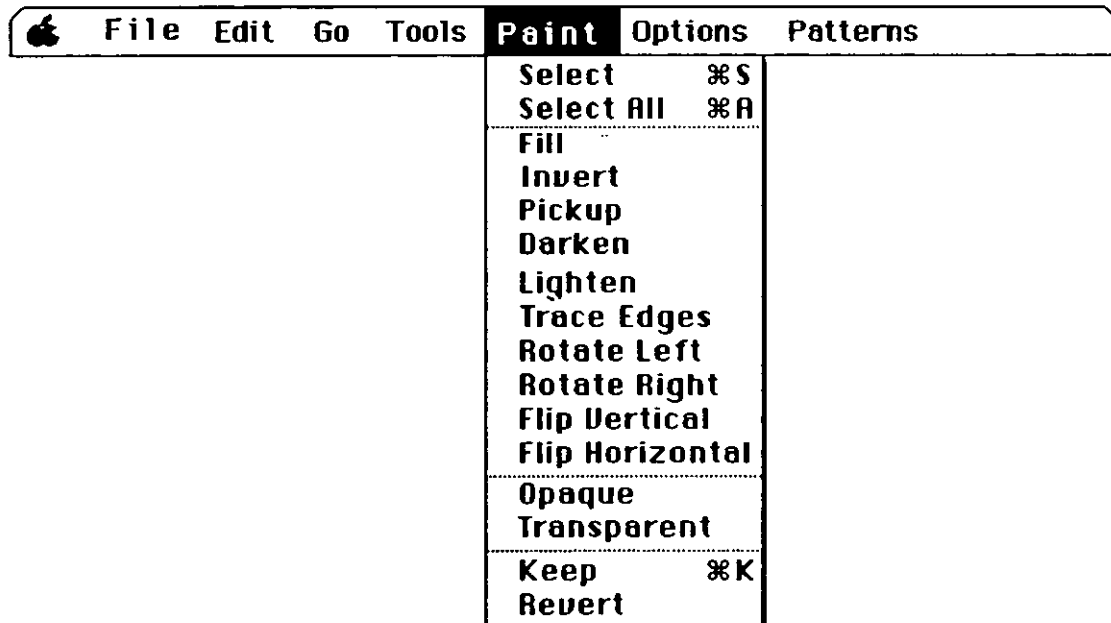 File Edit Go Tools Paint Options Patterns
Select ⌘S
Select All ⌘A
Fill
Invert
Pickup
Darken
Lighten
Trace Edges
Rotate Left
Rotate Right
Flip Vertical
Flip Horizontal
Opaque
Transparent
Keep ⌘K
Revert